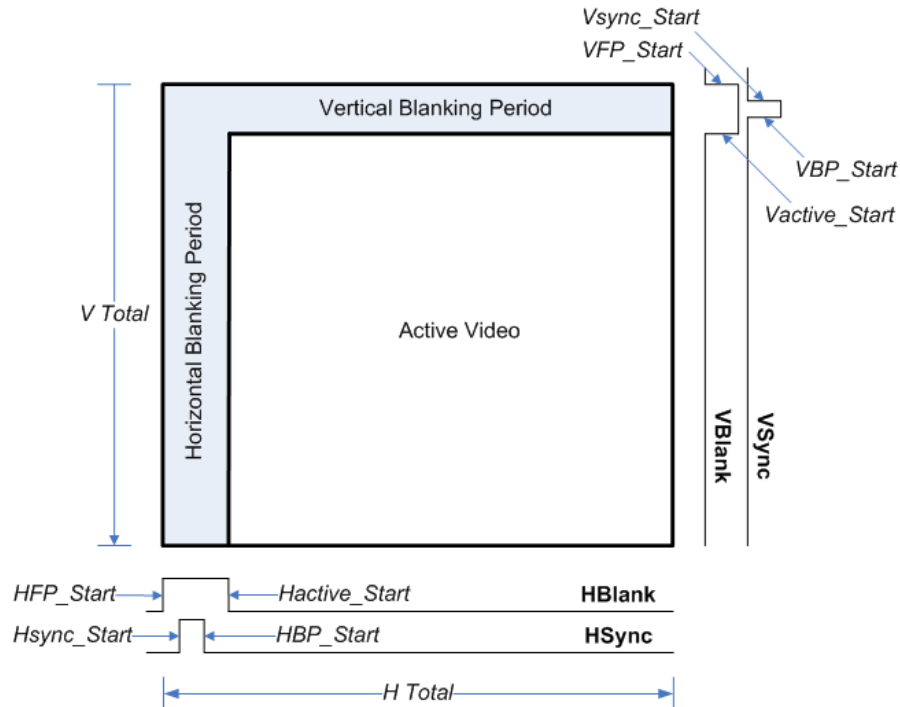 Vsync_Start
VFP_Start
Vertical Blanking Period
VBP_Start
Vactive_Start
Horizontal Blanking Period
V Total
Active Video
VBlank
VSync
HFP_Start
Hactive_Start
HBlank
Hsync_Start
HBP_Start
HSync
H Total